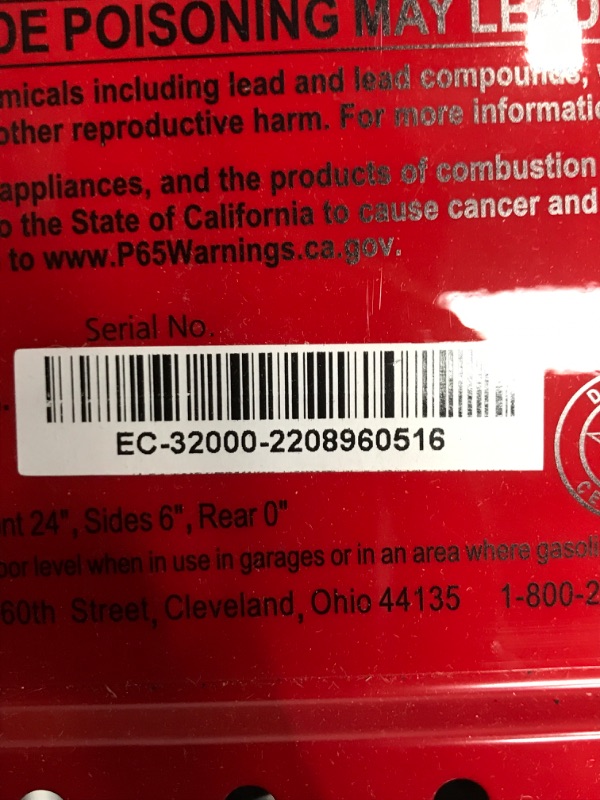 DE POISONING MAY LEAD
micals including lead and lead compounds,
other reproductive harm. For more informati
appliances, and the products of combustion
o the State of California to cause cancer and
to www.P65Warnings.ca.gov.
Serial No.
EC-32000-2208960516
nt 24", Sides 6", Rear 0"
oor level when in use in garages or in an area where gasoli
60th Street, Cleveland, Ohio 44135 1-800-2